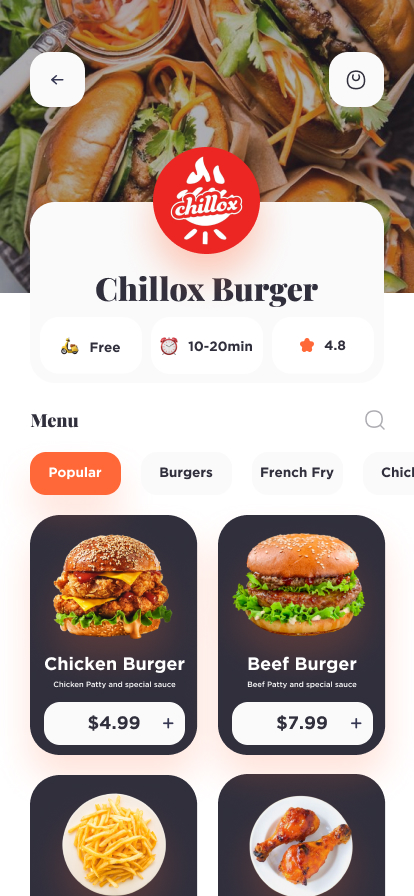 chillox
Chillox Burger
Free
10-20min
4.8
Menu
Popular
Burgers
French Fry
Chick
Chicken Burger
Chicken Patty and special sauce
$4.99 +
Beef Burger
Beef Patty and special sauce
$7.99 +